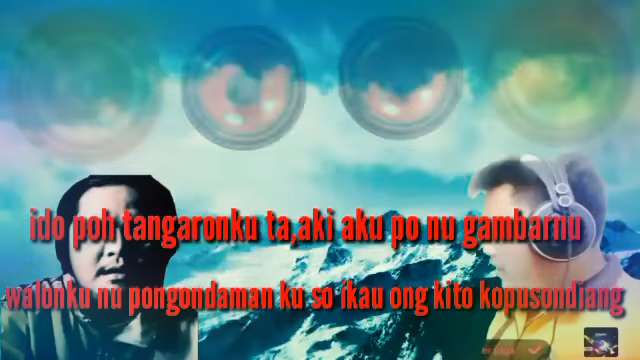 ido poh tangaronku ta,aki aku po nu gambarnu
walonku nu pongondaman ku so ikau ong kito kopusondiang